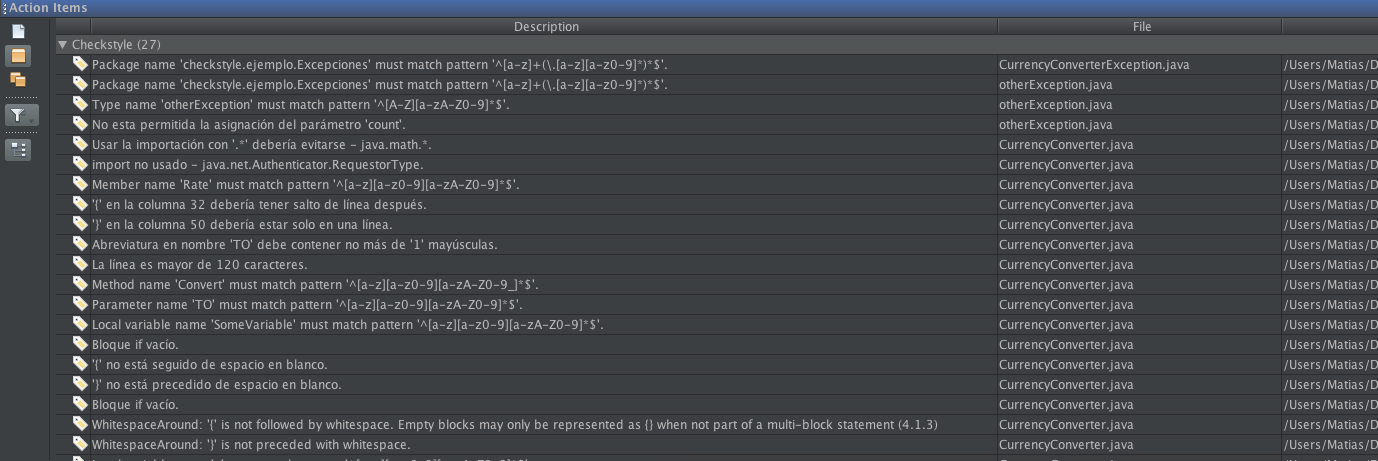 Action Items
Description File
Checkstyle (27)
Package name 'checkstyle.ejemplo.Excepciones' must match pattern '^[a-z]+(\.[a-z][a-z0-9]*)*$'. CurrencyConverterException.java /Users/Matias/D
Package name 'checkstyle.ejemplo.Excepciones' must match pattern '^[a-z]+(\.[a-z][a-z0-9]*)*$'. otherException.java /Users/Matias/D
Type name 'otherException' must match pattern '^[A-Z][a-zA-Z0-9]*$'. otherException.java /Users/Matias/D
No esta permitida la asignación del parámetro 'count'. otherException.java /Users/Matias/D
Usar la importación con '.*' debería evitarse - java.math.*. CurrencyConverter.java /Users/Matias/D
import no usado - java.net.Authenticator.RequestorType. CurrencyConverter.java /Users/Matias/D
Member name 'Rate' must match pattern '^[a-z][a-z0-9][a-zA-Z0-9]*$'. CurrencyConverter.java /Users/Matias/D
'{' en la columna 32 debería tener salto de línea después. CurrencyConverter.java /Users/Matias/D
'}' en la columna 50 debería estar solo en una línea. CurrencyConverter.java /Users/Matias/D
Abreviatura en nombre 'TO' debe contener no más de '1' mayúsculas. CurrencyConverter.java /Users/Matias/D
La línea es mayor de 120 caracteres. CurrencyConverter.java /Users/Matias/D
Method name 'Convert' must match pattern '^[a-z][a-z0-9][a-zA-Z0-9_]*$'. CurrencyConverter.java /Users/Matias/D
Parameter name 'TO' must match pattern '^[a-z][a-z0-9][a-zA-Z0-9]*$'. CurrencyConverter.java /Users/Matias/D
Local variable name 'SomeVariable' must match pattern '^[a-z][a-z0-9][a-zA-Z0-9]*$'. CurrencyConverter.java /Users/Matias/D
Bloque if vacío. CurrencyConverter.java /Users/Matias/D
'{' no está seguido de espacio en blanco. CurrencyConverter.java /Users/Matias/D
'}' no está precedido de espacio en blanco. CurrencyConverter.java /Users/Matias/D
Bloque if vacío. CurrencyConverter.java /Users/Matias/D
WhitespaceAround: '{' is not followed by whitespace. Empty blocks may only be represented as {} when not part of a multi-block statement (4.1.3) CurrencyConverter.java /Users/Matias/D
WhitespaceAround: '}' is not preceded with whitespace. CurrencyConverter.java /Users/Matias/D